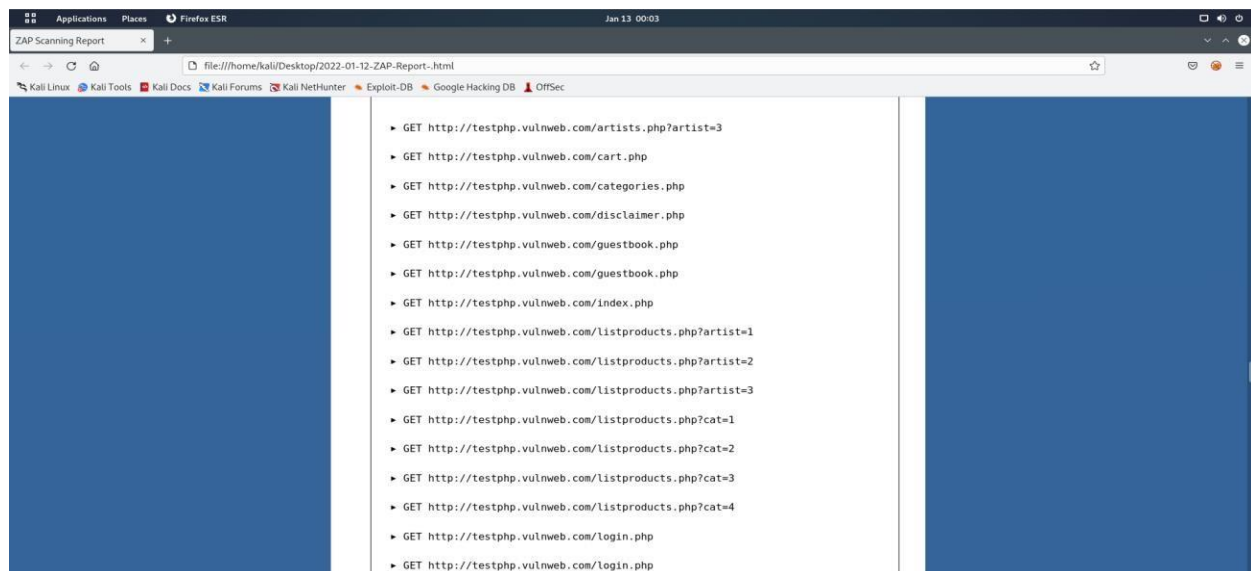 Applications Places Firefox ESR Jan 13 00:03
ZAP Scanning Report
file:///home/kali/Desktop/2022-01-12-ZAP-Report-.html
Kali Linux Kali Tools Kali Docs Kali Forums Kali NetHunter Exploit-DB Google Hacking DB OffSec
GET http://testphp.vulnweb.com/artists.php?artist=3
GET http://testphp.vulnweb.com/cart.php
GET http://testphp.vulnweb.com/categories.php
GET http://testphp.vulnweb.com/disclaimer.php
GET http://testphp.vulnweb.com/guestbook.php
GET http://testphp.vulnweb.com/guestbook.php
GET http://testphp.vulnweb.com/index.php
GET http://testphp.vulnweb.com/listproducts.php?artist=1
GET http://testphp.vulnweb.com/listproducts.php?artist=2
GET http://testphp.vulnweb.com/listproducts.php?artist=3
GET http://testphp.vulnweb.com/listproducts.php?cat=1
GET http://testphp.vulnweb.com/listproducts.php?cat=2
GET http://testphp.vulnweb.com/listproducts.php?cat=3
GET http://testphp.vulnweb.com/listproducts.php?cat=4
GET http://testphp.vulnweb.com/login.php
GET http://testphp.vulnweb.com/login.php